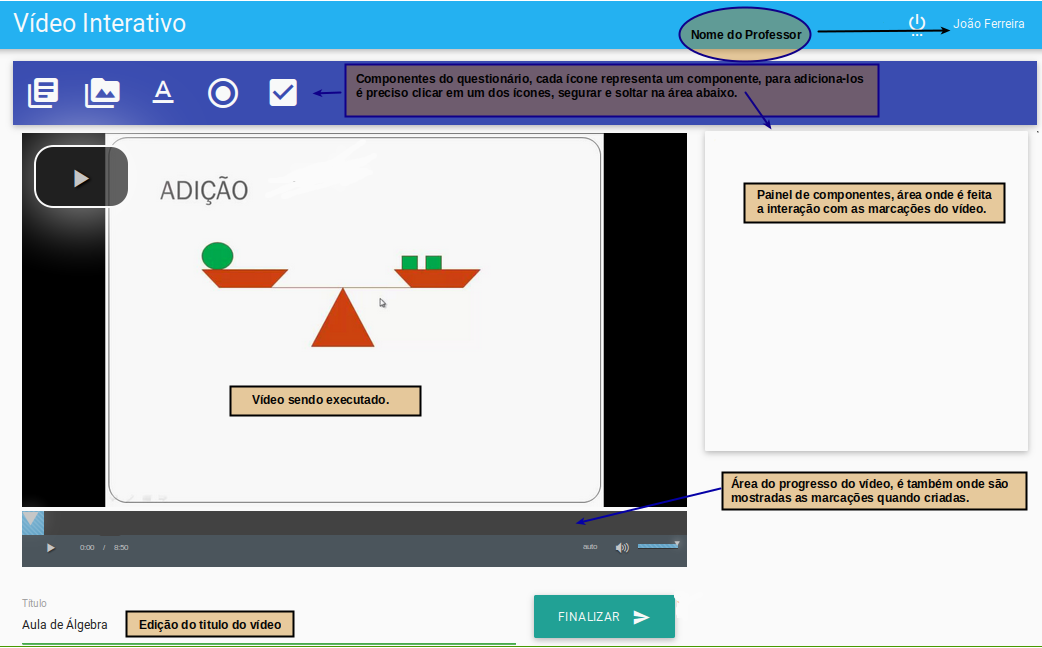 Vídeo Interativo
Nome do Professor
João Ferreira
A
Componentes do questionário, cada ícone representa um componente, para adiciona-los
é preciso clicar em um dos ícones, segurar e soltar na área abaixo.
ADIÇÃO
Painel de componentes, área onde é feita
a interação com as marcações do vídeo.
Vídeo sendo executado.
Área do progresso do vídeo, é também onde são
mostradas as marcações quando criadas.
0:00 / 8:50
auto
Título
Aula de Álgebra
Edição do titulo do vídeo
FINALIZAR